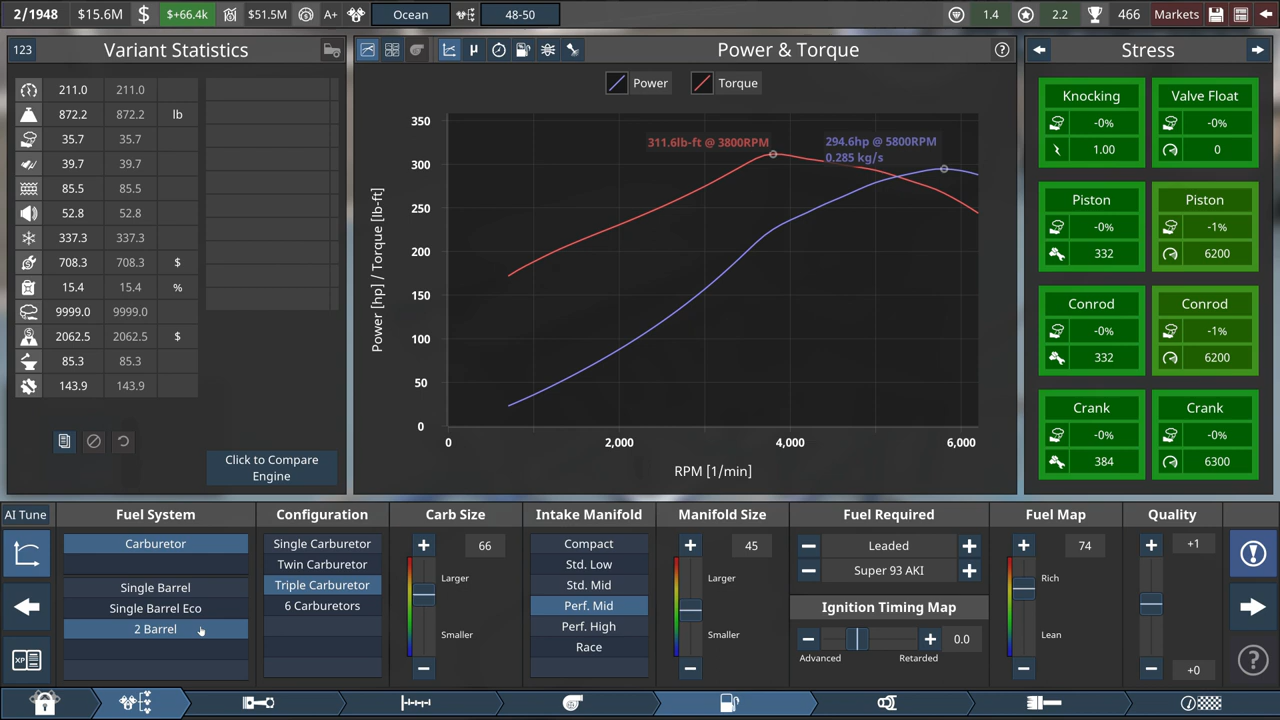 2/1948
$15.6M
$
$+66.4k
$51.5M
A+
Ocean
48-50
1.4
2.2
466
Markets
123
Variant Statistics
211.0 211.0
872.2 872.2 lb
35.7 35.7
39.7 39.7
85.5 85.5
52.8 52.8
337.3 337.3
708.3 708.3 $
15.4 15.4 %
9999.0 9999.0
2062.5 2062.5 $
85.3 85.3
143.9 143.9
Click to Compare
Engine
μ
Power & Torque
?
Power
Torque
311.6lb-ft @ 3800RPM
294.6hp @ 5800RPM
0.285 kg/s
Power [hp] / Torque [lb-ft]
350
300
250
200
150
100
50
0
0 2,000 4,000 6,000
RPM [1/min]
Stress
Knocking
-0%
1.00
Valve Float
-0%
0
Piston
-0%
332
Piston
-1%
6200
Conrod
-0%
332
Conrod
-1%
6200
Crank
-0%
384
Crank
-0%
6300
AI Tune
XP
Fuel System
Carburetor
Single Barrel
Single Barrel Eco
2 Barrel
Configuration
Single Carburetor
Twin Carburetor
Triple Carburetor
6 Carburetors
Carb Size
+ 66
Larger
Smaller
−
Intake Manifold
Compact
Std. Low
Std. Mid
Perf. Mid
Perf. High
Race
Manifold Size
+ 45
Larger
Smaller
−
Fuel Required
− Leaded +
− Super 93 AKI +
Ignition Timing Map
− + 0.0
Advanced Retarded
Fuel Map
+ 74
Rich
Lean
−
Quality
+ +1
− +0
!
?